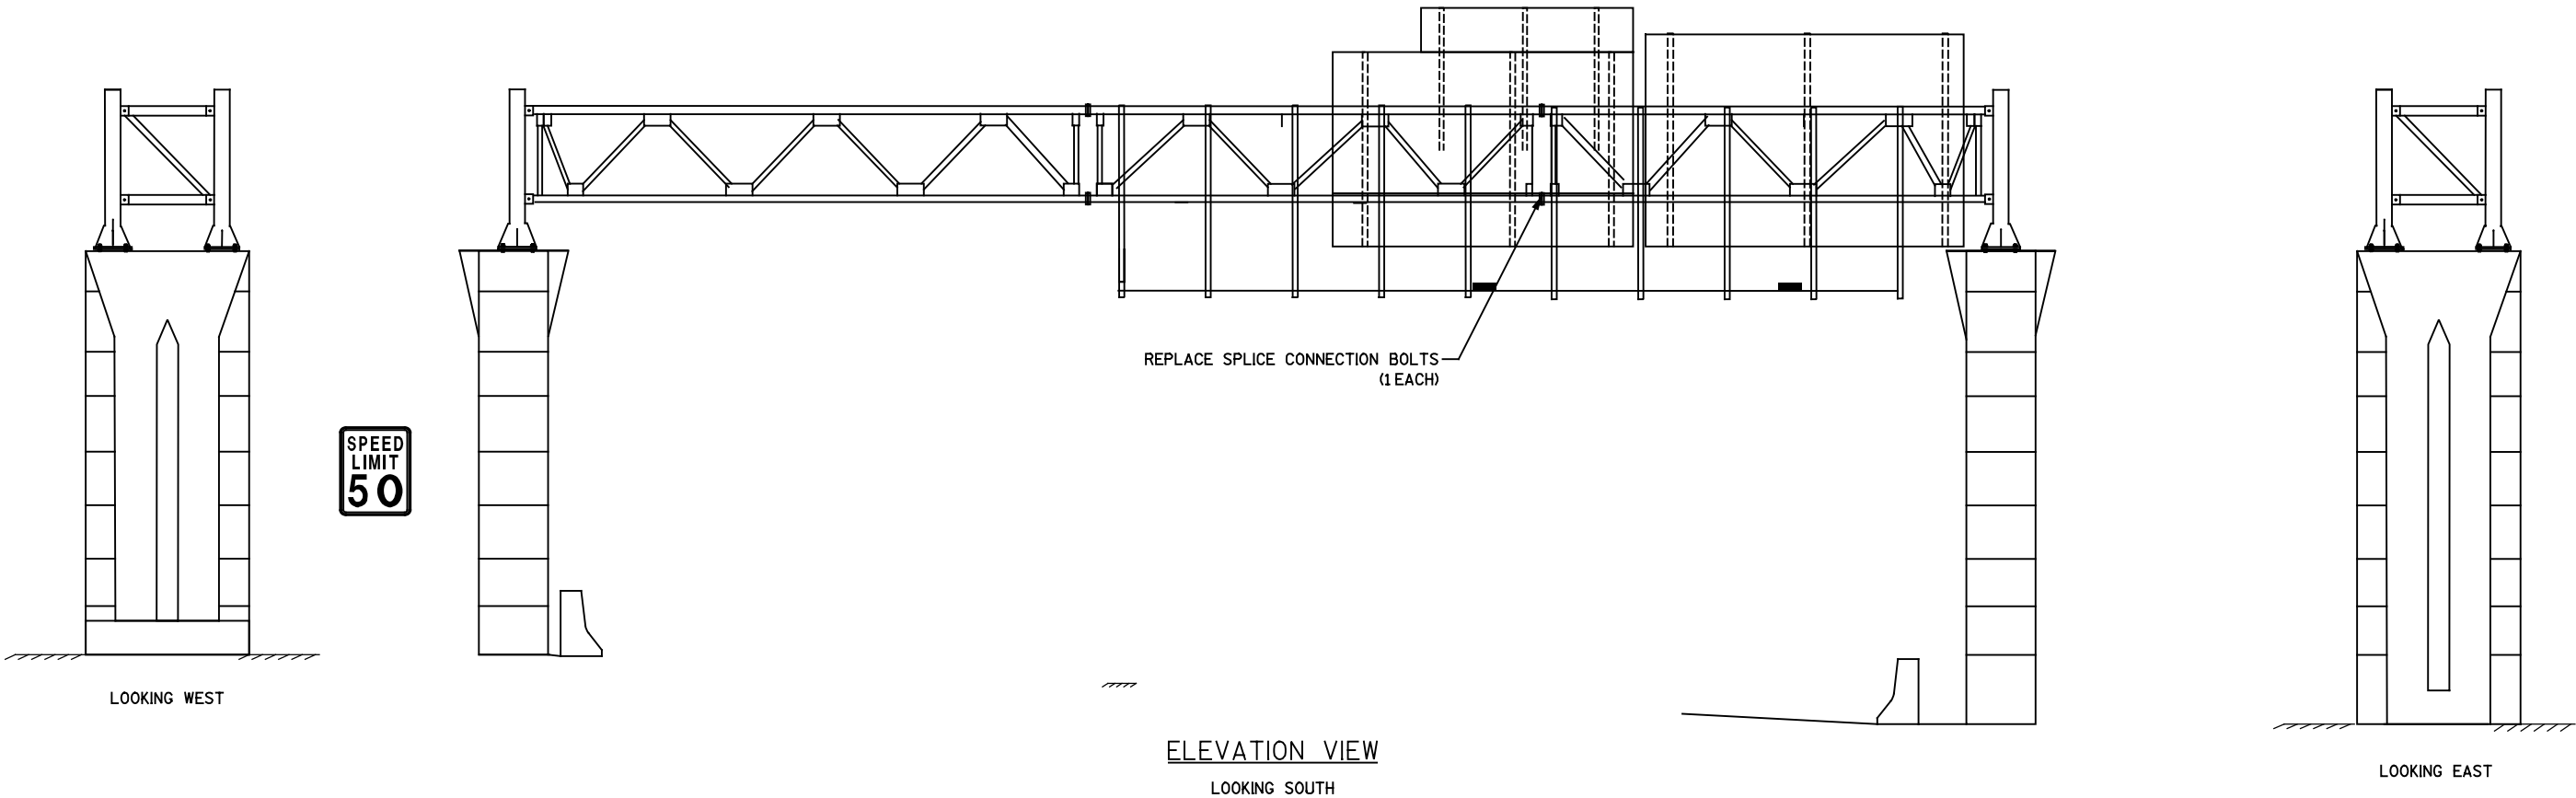 REPLACE SPLICE CONNECTION BOLTS
(1 EACH)
SPEED
LIMIT
50
LOOKING WEST
ELEVATION VIEW
LOOKING SOUTH
LOOKING EAST